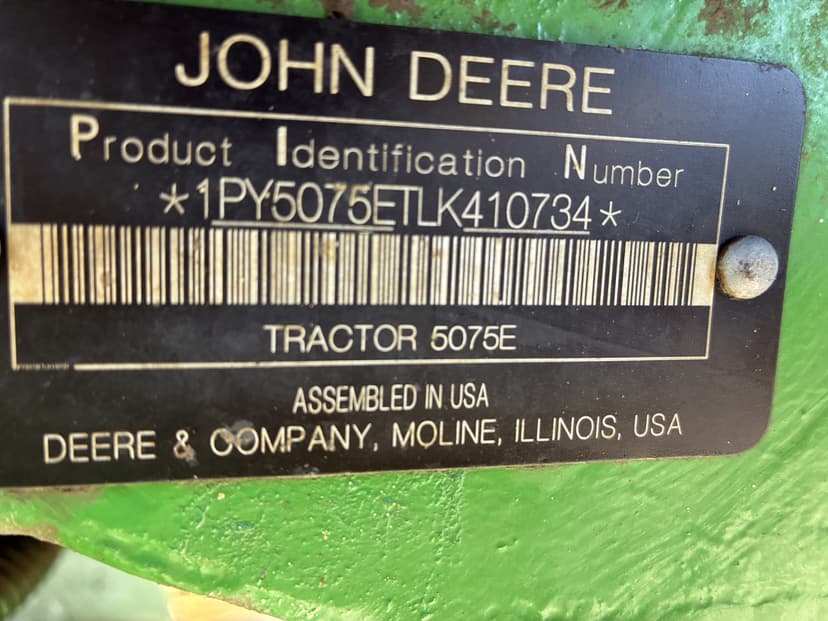 JOHN DEERE
Product Identification Number
*1PY5075ETLK410734*
TRACTOR 5075E
ASSEMBLED IN USA
DEERE & COMPANY, MOLINE, ILLINOIS, USA